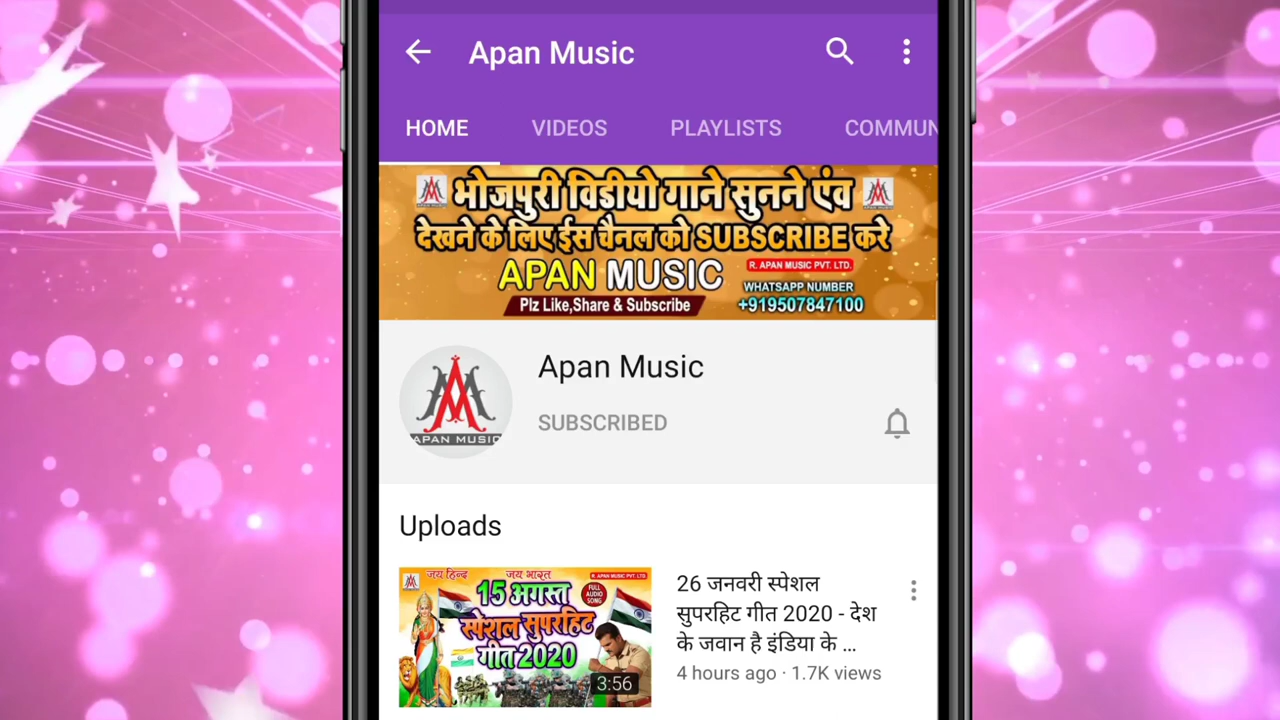 Apan Music
HOME VIDEOS PLAYLISTS COMMUN
भोजपुरी विडीयो गाने सुनने एंव
देखने के लिए ईस चैनल को SUBSCRIBE करे
APAN MUSIC
R. APAN MUSIC PVT. LTD.
Plz Like,Share & Subscribe
WHATSAPP NUMBER
+919507847100
APAN MUSIC
Apan Music
SUBSCRIBED
Uploads
जय हिन्द जय भारत
R. APAN MUSIC PVT. LTD
15 अगस्त
FULL AUDIO SONG
स्पेशल सुपरहिट
गीत 2020
3:56
26 जनवरी स्पेशल
सुपरहिट गीत 2020 - देश
के जवान है इंडिया के ...
4 hours ago · 1.7K views